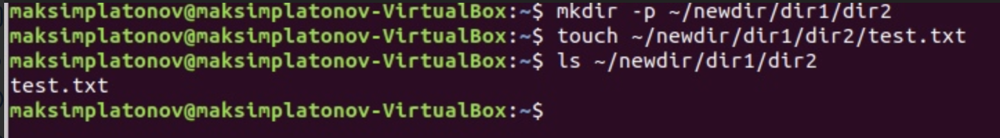 maksimplatonov@maksimplatonov-VirtualBox:~$ mkdir -p ~/newdir/dir1/dir2
maksimplatonov@maksimplatonov-VirtualBox:~$ touch ~/newdir/dir1/dir2/test.txt
maksimplatonov@maksimplatonov-VirtualBox:~$ ls ~/newdir/dir1/dir2
test.txt
maksimplatonov@maksimplatonov-VirtualBox:~$